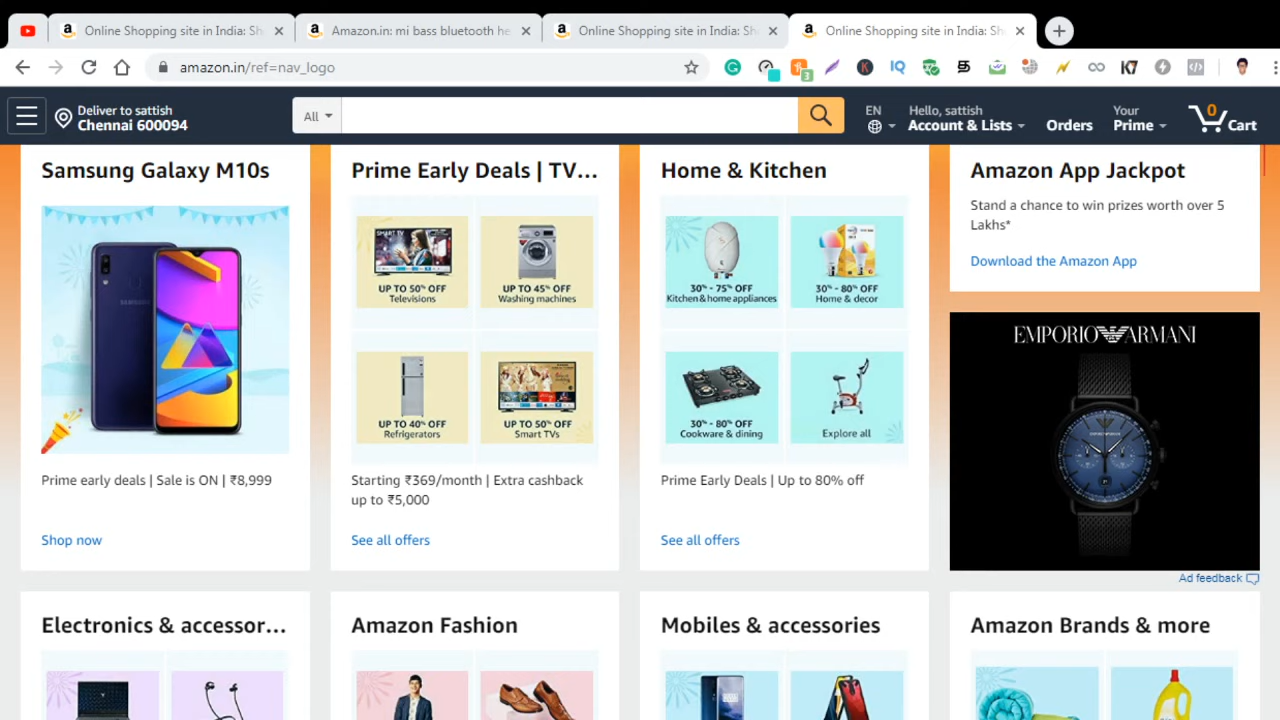 Online Shopping site in India: Sh
Amazon.in: mi bass bluetooth he
Online Shopping site in India: Sh
Online Shopping site in India: Sh
amazon.in/ref=nav_logo
3
Deliver to sattish
Chennai 600094
All
EN
Hello, sattish
Account & Lists
Orders
Your
Prime
0
Cart
Samsung Galaxy M10s
SAMSUNG
Prime early deals | Sale is ON | ₹8,999
Shop now
Prime Early Deals | TV...
SMART TV
UP TO 50% OFF
Televisions
UP TO 45% OFF
Washing machines
UP TO 40% OFF
Refrigerators
UP TO 50% OFF
Smart TVs
Starting ₹369/month | Extra cashback
up to ₹5,000
See all offers
Home & Kitchen
30% - 75% OFF
Kitchen & home appliances
30% - 80% OFF
Home & decor
30% - 80% OFF
Cookware & dining
Explore all
Prime Early Deals | Up to 80% off
See all offers
Amazon App Jackpot
Stand a chance to win prizes worth over 5
Lakhs*
Download the Amazon App
EMPORIO ARMANI
Ad feedback
Electronics & accessor...
Amazon Fashion
Mobiles & accessories
Amazon Brands & more